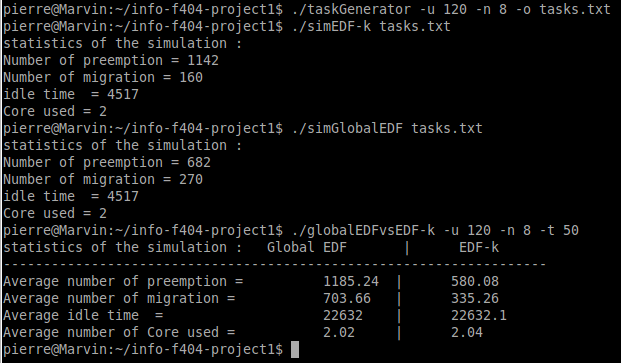 pierre@Marvin:~/info-f404-project1$ ./taskGenerator -u 120 -n 8 -o tasks.txt
pierre@Marvin:~/info-f404-project1$ ./simEDF-k tasks.txt
statistics of the simulation :
Number of preemption = 1142
Number of migration = 160
idle time  = 4517
Core used = 2
pierre@Marvin:~/info-f404-project1$ ./simGlobalEDF tasks.txt
statistics of the simulation :
Number of preemption = 682
Number of migration = 270
idle time  = 4517
Core used = 2
pierre@Marvin:~/info-f404-project1$ ./globalEDFvsEDF-k -u 120 -n 8 -t 50
statistics of the simulation :   Global EDF       |      EDF-k
--------------------------------------------------------------------
Average number of preemption =          1185.24  |      580.08
Average number of migration =           703.66   |      335.26
Average idle time  =                    22632    |      22632.1
Average number of Core used =           2.02     |      2.04
pierre@Marvin:~/info-f404-project1$